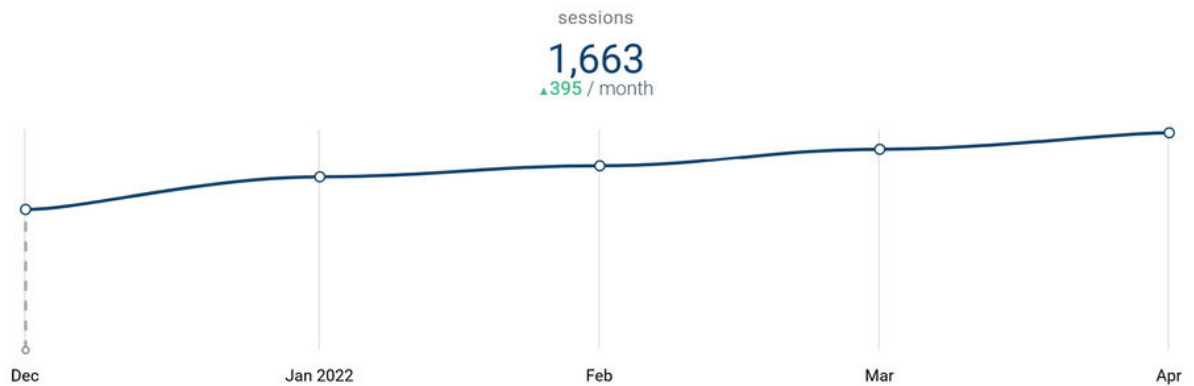 sessions
1,663
▲395 / month
Dec
Jan 2022
Feb
Mar
Apr